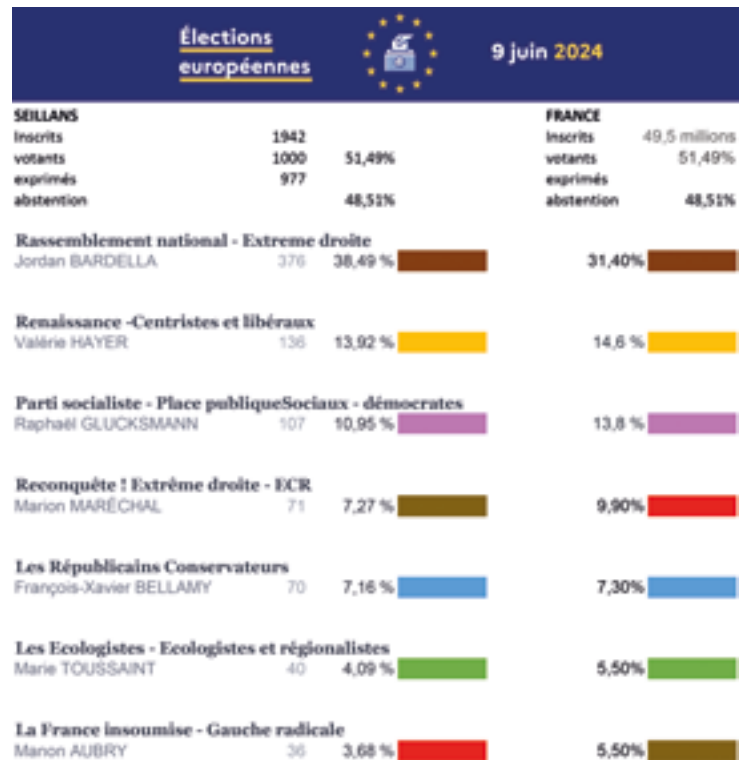 Élections
européennes
9 juin 2024
SEILLANS FRANCE
Inscrits 1942 Inscrits 49,5 millions
votants 1000 51,49% votants 51,49%
exprimés 977 exprimés
abstention 48,51% abstention 48,51%
Rassemblement national - Extreme droite
Jordan BARDELLA 376 38,49 % 31,40%
Renaissance -Centristes et libéraux
Valérie HAYER 136 13,92 % 14,6 %
Parti socialiste - Place publiqueSociaux - démocrates
Raphaël GLUCKSMANN 107 10,95 % 13,8 %
Reconquête ! Extrême droite - ECR
Marion MARÉCHAL 71 7,27 % 9,90%
Les Républicains Conservateurs
François-Xavier BELLAMY 70 7,16 % 7,30%
Les Ecologistes - Ecologistes et régionalistes
Marie TOUSSAINT 40 4,09 % 5,50%
La France insoumise - Gauche radicale
Manon AUBRY 36 3,68 % 5,50%